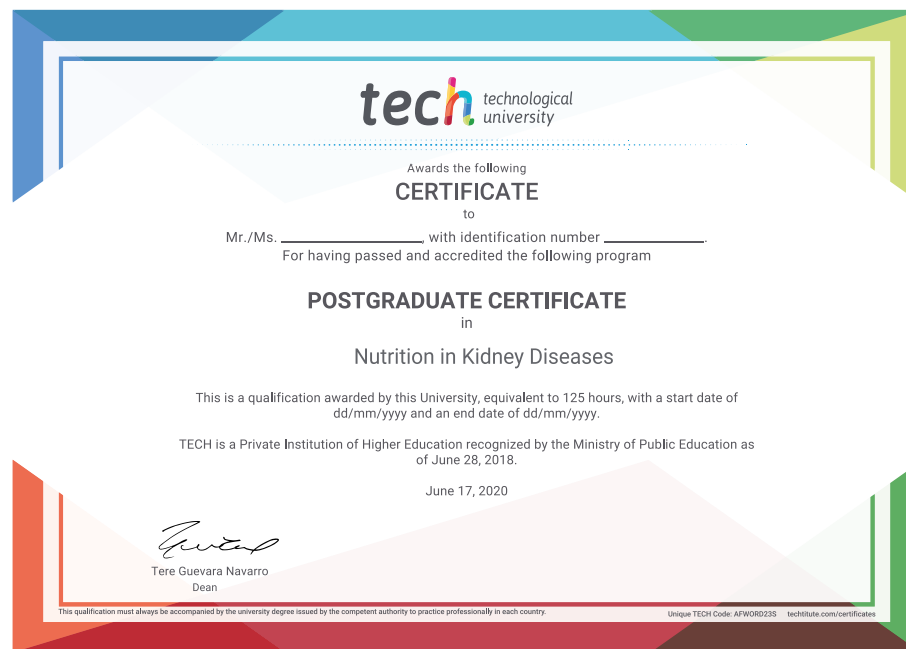 tech technological
university
Awards the following
CERTIFICATE
to
Mr./Ms. ____________________, with identification number ______________.
For having passed and accredited the following program
POSTGRADUATE CERTIFICATE
in
Nutrition in Kidney Diseases
This is a qualification awarded by this University, equivalent to 125 hours, with a start date of
dd/mm/yyyy and an end date of dd/mm/yyyy.
TECH is a Private Institution of Higher Education recognized by the Ministry of Public Education as
of June 28, 2018.
June 17, 2020
Tere Guevara Navarro
Dean
This qualification must always be accompanied by the university degree issued by the competent authority to practice professionally in each country.
Unique TECH Code: AFWORD23S techtitute.com/certificates